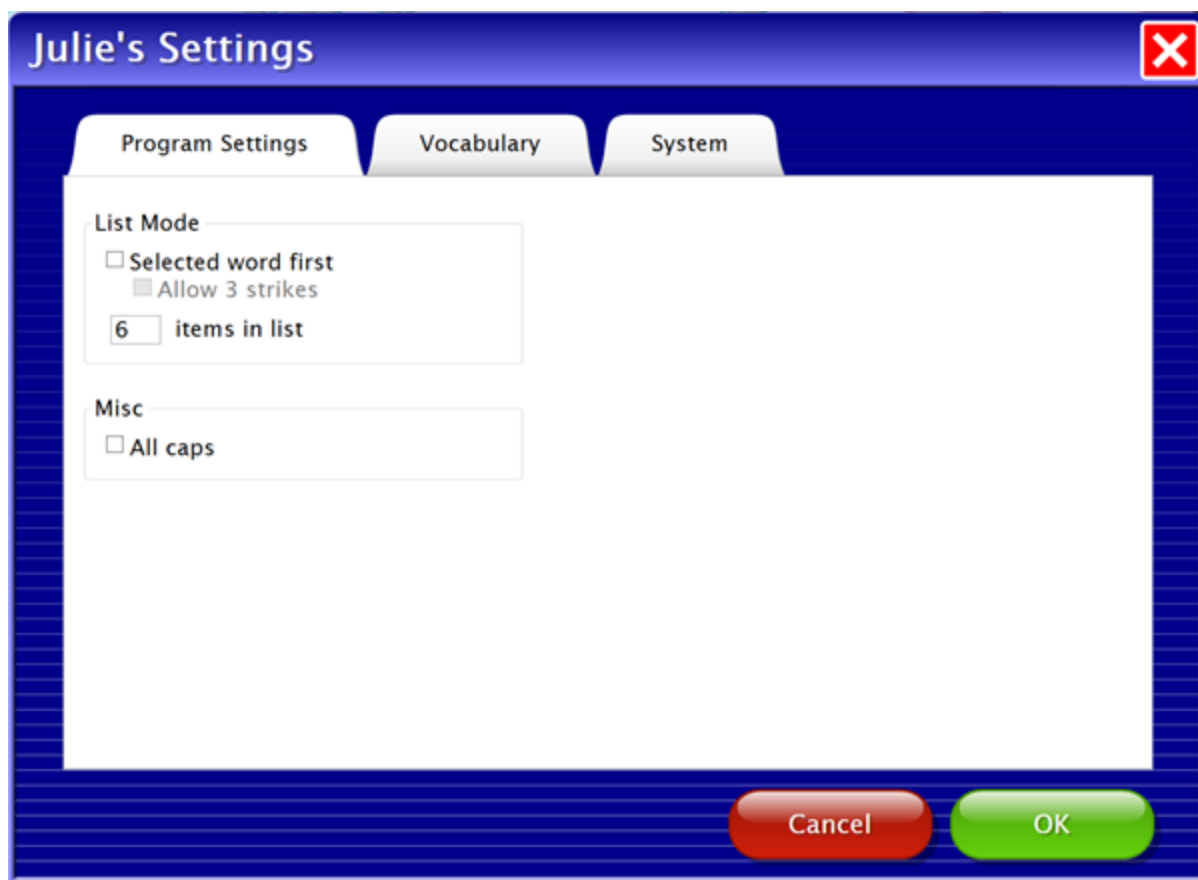 Julie's Settings
Program Settings Vocabulary System
List Mode
Selected word first
Allow 3 strikes
6 items in list
Misc
All caps
Cancel OK